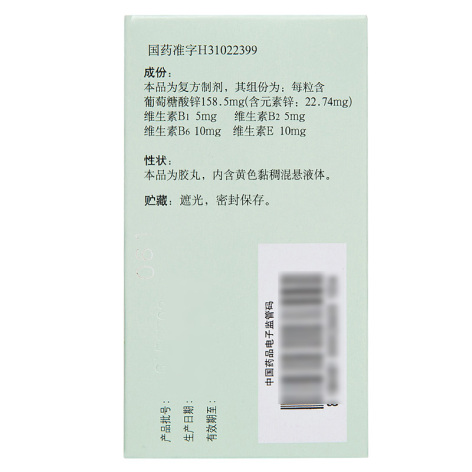 国药准字H31022399
成份：
本品为复方制剂，其组份为：每粒含
葡萄糖酸锌158.5mg(含元素锌：22.74mg)
维生素B1 5mg 维生素B2 5mg
维生素B6 10mg 维生素E 10mg
性状：
本品为胶丸，内含黄色黏稠混悬液体。
贮藏：遮光，密封保存。
中国药品电子监管码
产品批号：
生产日期：
有效期至：